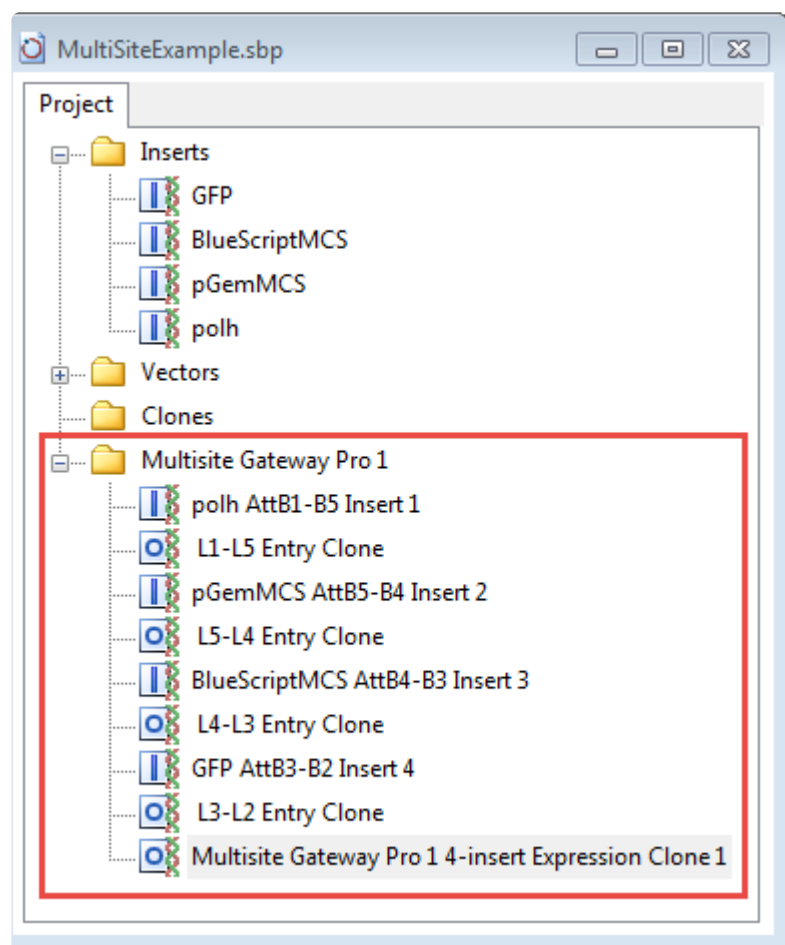 MultiSiteExample.sbp
Project
Inserts
GFP
BlueScriptMCS
pGemMCS
polh
Vectors
Clones
Multisite Gateway Pro 1
polh AttB1-B5 Insert 1
L1-L5 Entry Clone
pGemMCS AttB5-B4 Insert 2
L5-L4 Entry Clone
BlueScriptMCS AttB4-B3 Insert 3
L4-L3 Entry Clone
GFP AttB3-B2 Insert 4
L3-L2 Entry Clone
Multisite Gateway Pro 1 4-insert Expression Clone 1